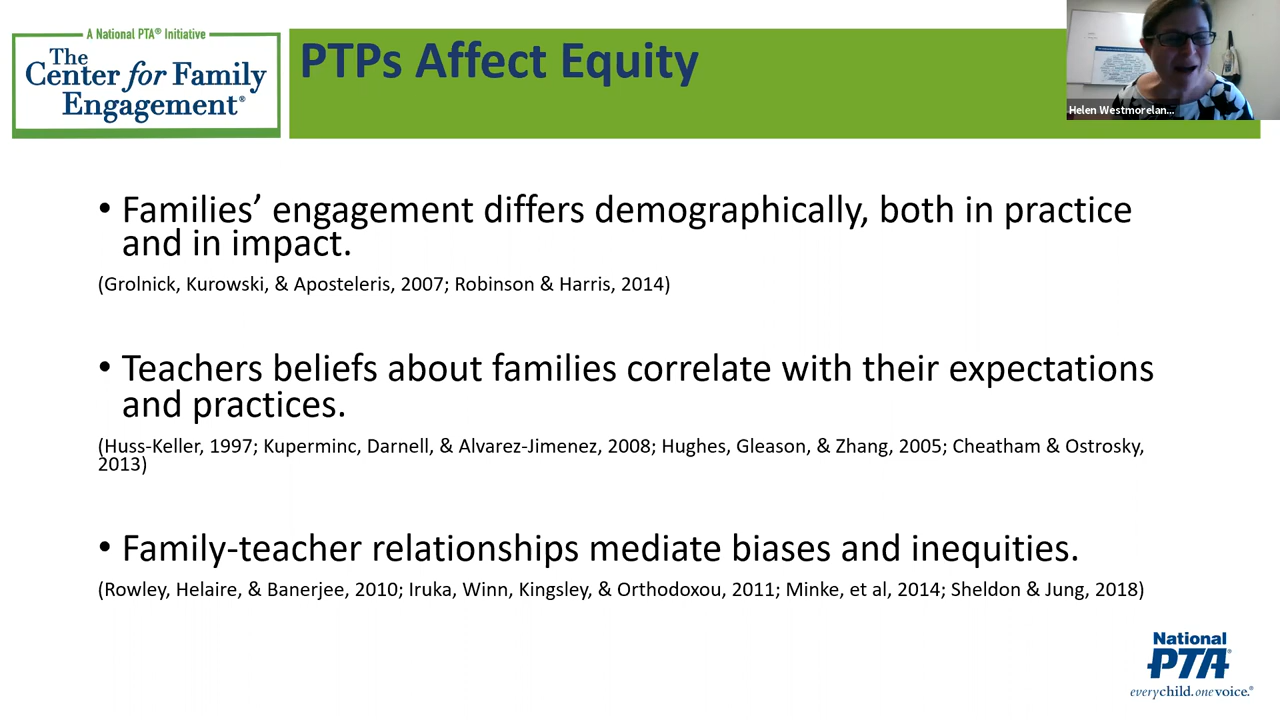 A National PTA® Initiative
The
Center for Family
Engagement®
PTPs Affect Equity
Helen Westmorelan...
• Families’ engagement differs demographically, both in practice
and in impact.
(Grolnick, Kurowski, & Aposteleris, 2007; Robinson & Harris, 2014)
• Teachers beliefs about families correlate with their expectations
and practices.
(Huss-Keller, 1997; Kuperminc, Darnell, & Alvarez-Jimenez, 2008; Hughes, Gleason, & Zhang, 2005; Cheatham & Ostrosky,
2013)
• Family-teacher relationships mediate biases and inequities.
(Rowley, Helaire, & Banerjee, 2010; Iruka, Winn, Kingsley, & Orthodoxou, 2011; Minke, et al, 2014; Sheldon & Jung, 2018)
National
PTA®
everychild.onevoice.®